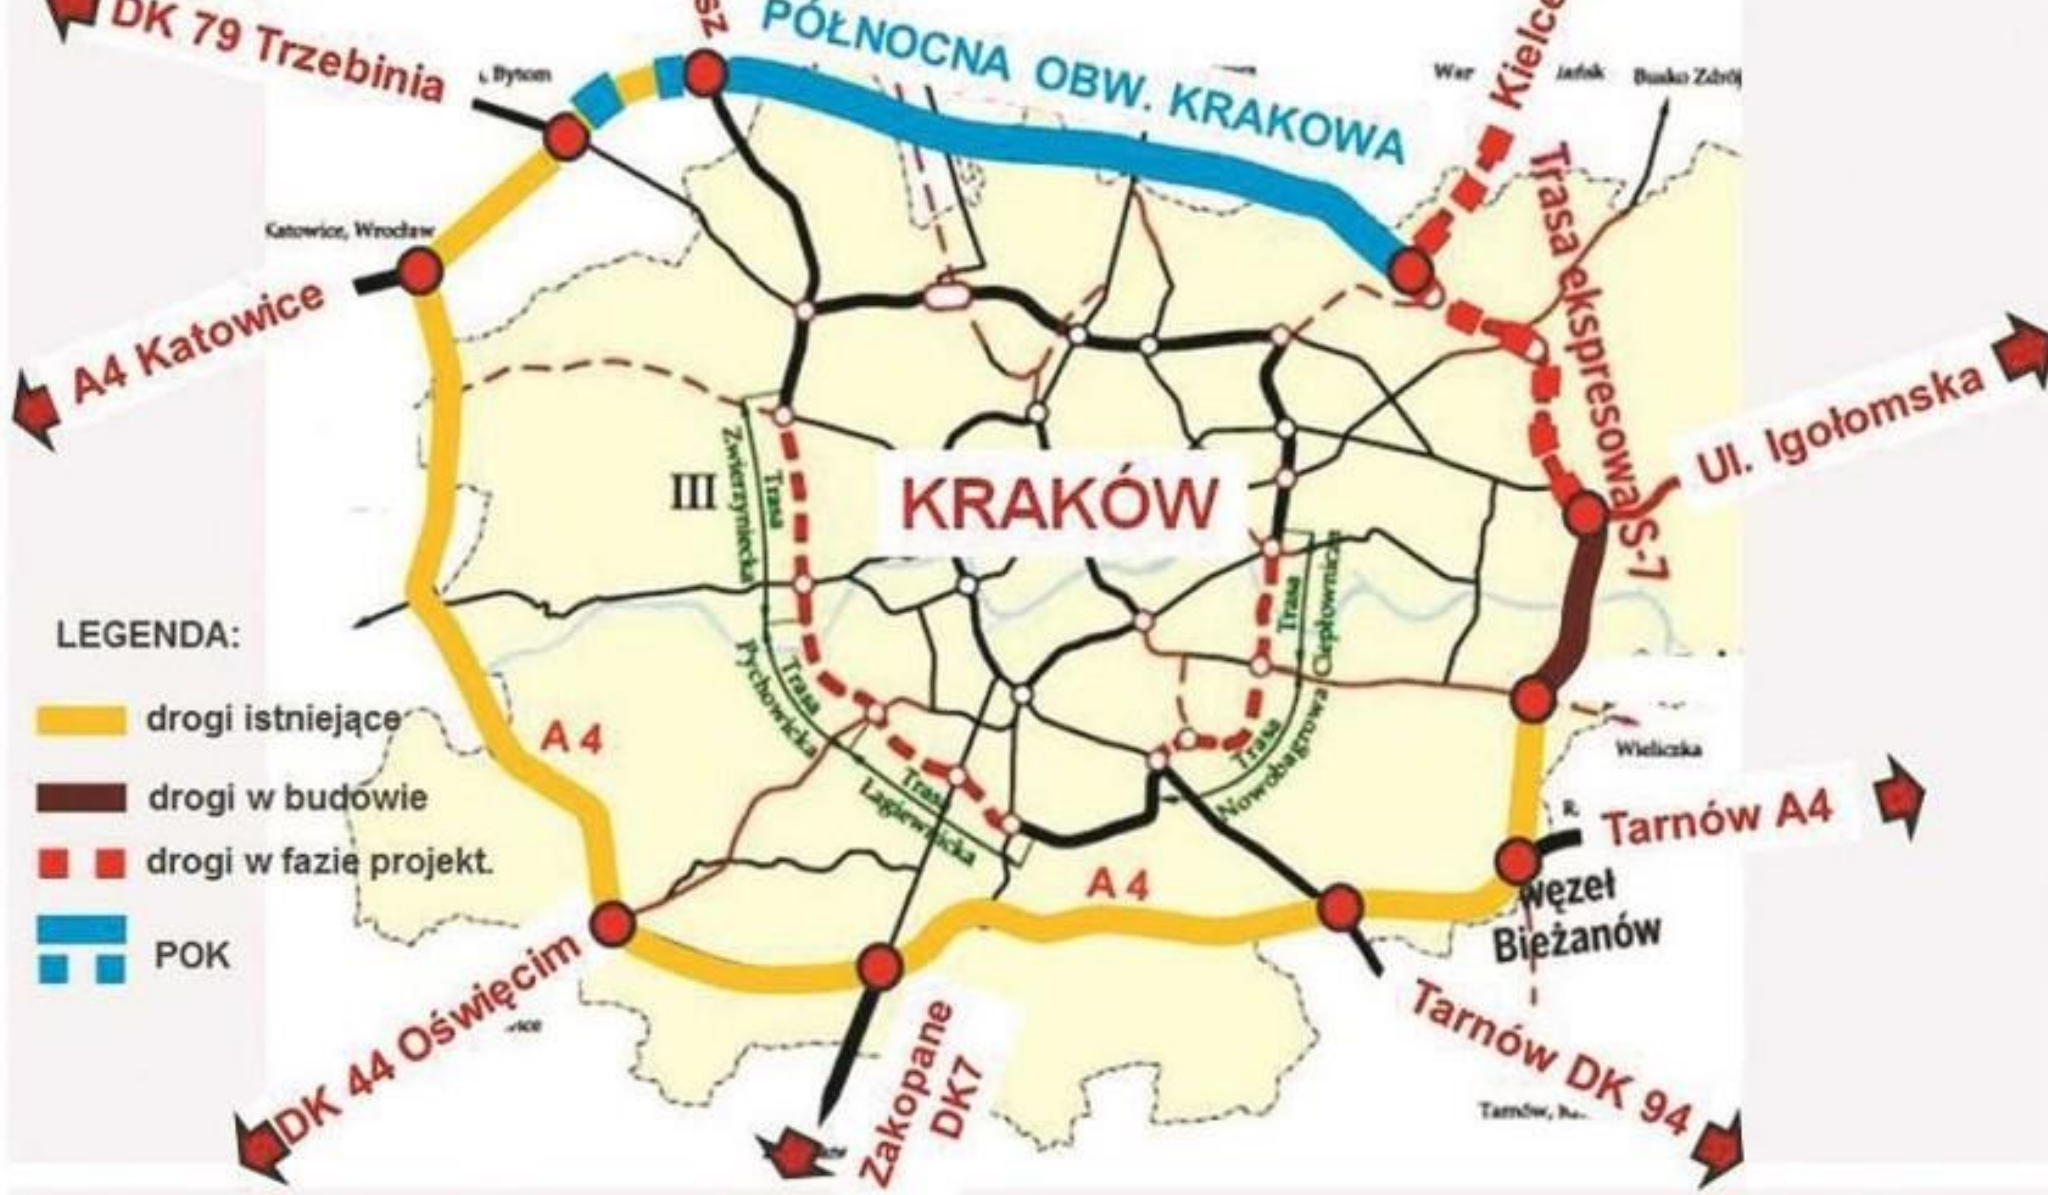 DK 79 Trzebinia
Bytom
PÓŁNOCNA OBW. KRAKOWA
Kielce
War
Busko Zdrój
Trasa ekspresowa S-7
Katowice, Wrocław
A4 Katowice
Ul. Igołomska
III
Trasa
Zwierzyniecka
KRAKÓW
Trasa
Ciepłownicza
LEGENDA:
drogi istniejące
drogi w budowie
drogi w fazie projekt.
POK
A 4
Trasa
Pychowicka
Trasa
Łagiewnicka
Trasa
Nowobagrowa
Wieliczka
Tarnów A4
A 4
węzeł
Bieżanów
DK 44 Oświęcim
Zakopane
DK7
Tarnów DK 94
Tarnów,